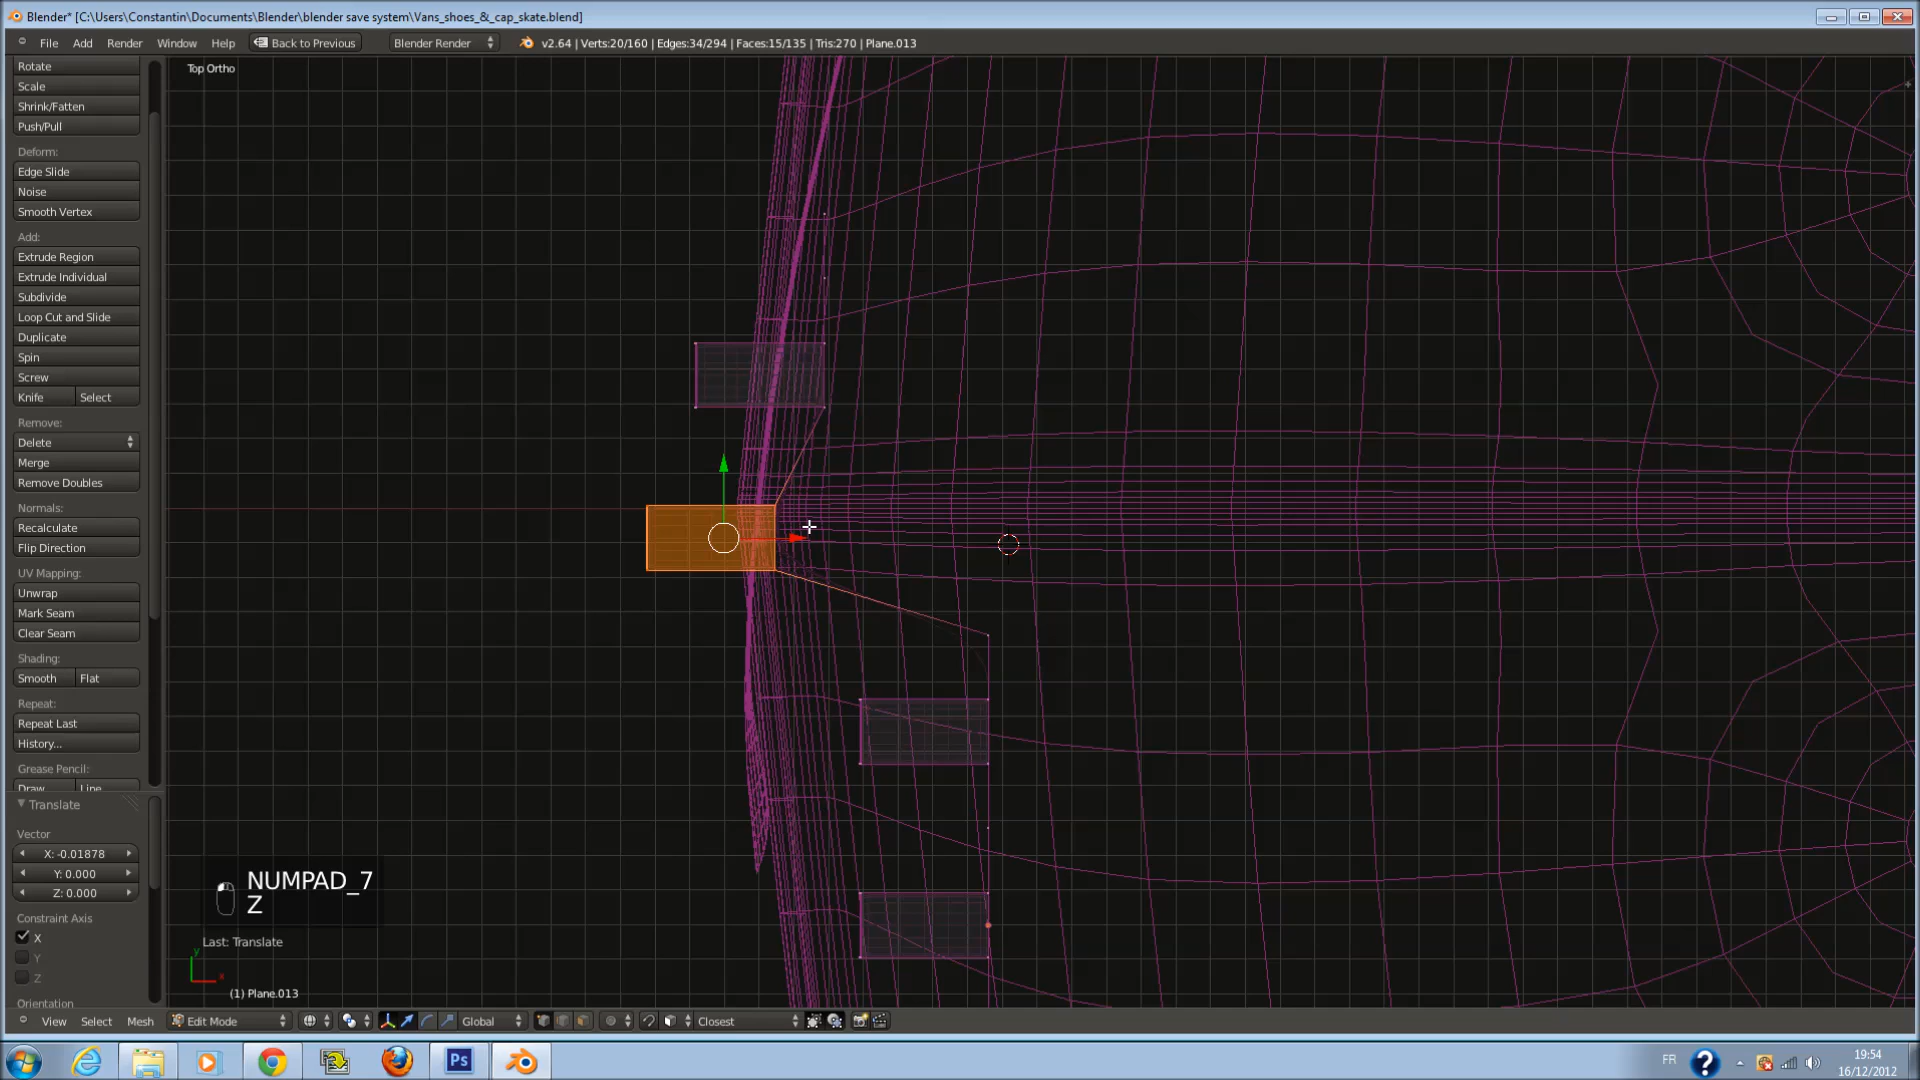 Blender* [C:\Users\Constantin\Documents\Blender\blender save system\Vans_shoes_&_cap_skate.blend]
File Add Render Window Help Back to Previous Blender Render v2.64 | Verts:20/160 | Edges:34/294 | Faces:15/135 | Tris:270 | Plane.013
Rotate
Top Ortho
Scale
Shrink/Fatten
Push/Pull
Deform:
Edge Slide
Noise
Smooth Vertex
Add:
Extrude Region
Extrude Individual
Subdivide
Loop Cut and Slide
Duplicate
Spin
Screw
Knife Select
Remove:
Delete
Merge
Remove Doubles
Normals:
Recalculate
Flip Direction
UV Mapping:
Unwrap
Mark Seam
Clear Seam
Shading:
Smooth Flat
Repeat:
Repeat Last
History...
Grease Pencil:
Draw Line
Translate
Vector
X: -0.01878
Y: 0.000
Z: 0.000
Constraint Axis
X
Y
Z
Orientation
NUMPAD_7
Z
Last: Translate
y
x
(1) Plane.013
View Select Mesh Edit Mode Global Closest
Ps
FR
?
19:54
16/12/2012